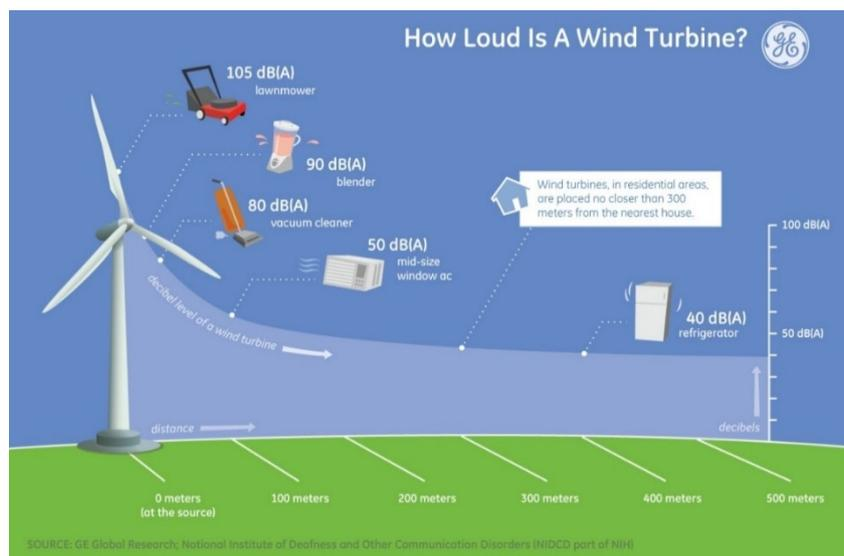 How Loud Is A Wind Turbine?
GE
105 dB(A)
lawnmower
90 dB(A)
blender
80 dB(A)
vacuum cleaner
50 dB(A)
mid-size
window ac
Wind turbines, in residential areas,
are placed no closer than 300
meters from the nearest house.
100 dB(A)
40 dB(A)
refrigerator
50 dB(A)
decibel level of a wind turbine
distance
decibels
0 meters
(at the source)
100 meters
200 meters
300 meters
400 meters
500 meters
SOURCE: GE Global Research; National Institute of Deafness and Other Communication Disorders (NIDCD part of NIH)